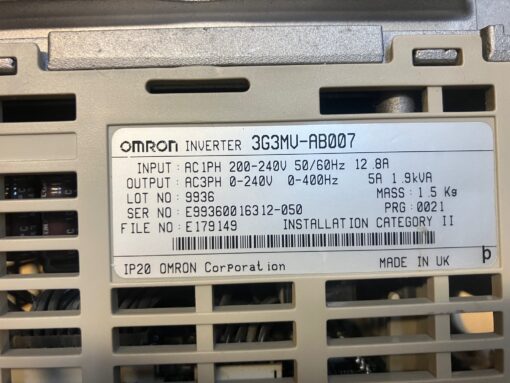 OMRON INVERTER 3G3MV-AB007
INPUT : AC1PH 200-240V 50/60Hz 12.8A
OUTPUT : AC3PH 0-240V 0-400Hz 5A 1.9kVA
LOT NO : 9936 MASS : 1.5 Kg
SER NO : E99360016312-050 PRG : 0021
FILE NO : E179149 INSTALLATION CATEGORY II
IP20 OMRON Corporation MADE IN UK p